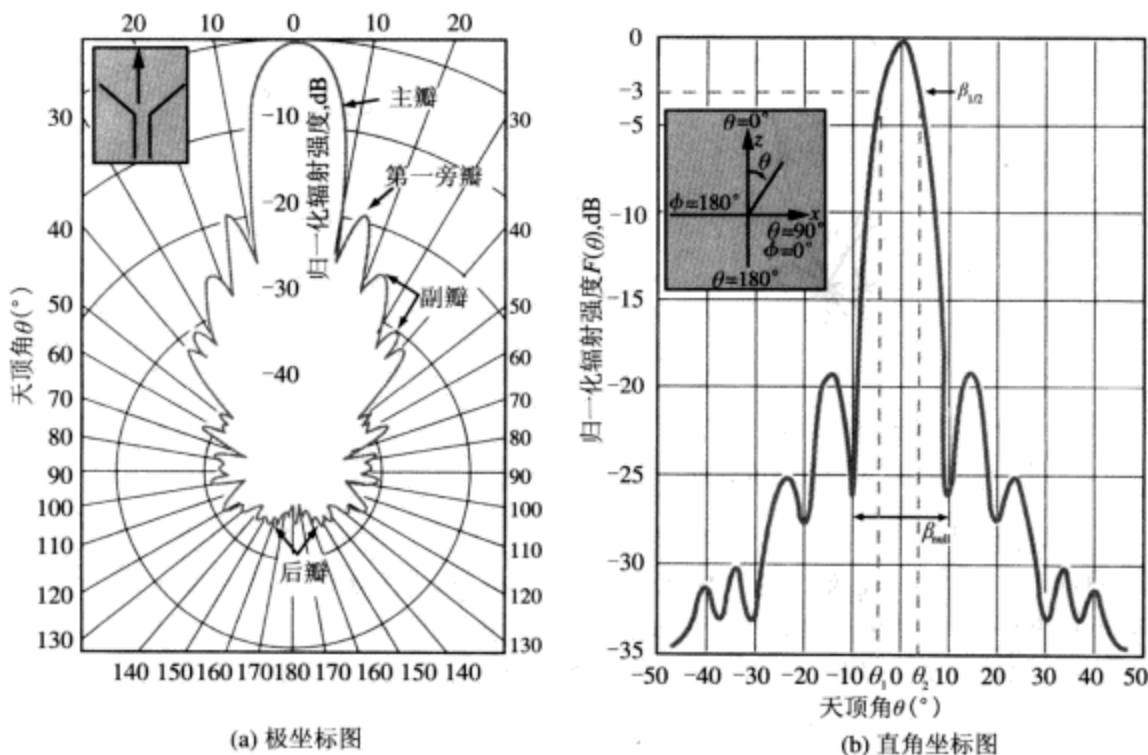 20 10 0 10 20
30
40
50
60
70
80
90
100
110
120
130
140 160 170 180 170 160 150 140
30
40
50
60
70
80
90
100
110
120
130
天顶角θ(°)
归一化辐射强度,dB
−10
−20
−30
−40
主瓣
第一旁瓣
副瓣
后瓣
(a) 极坐标图
0
−3
−5
−10
−15
−20
−25
−30
−35
归一化辐射强度F(θ),dB
β1/2
θ=0°
z
θ
ϕ=180°
x
θ=90°
ϕ=0°
θ=180°
βnull
−50 −40 −30 −20 −10 θ1 0 θ2 10 20 30 40 50
天顶角θ(°)
(b) 直角坐标图